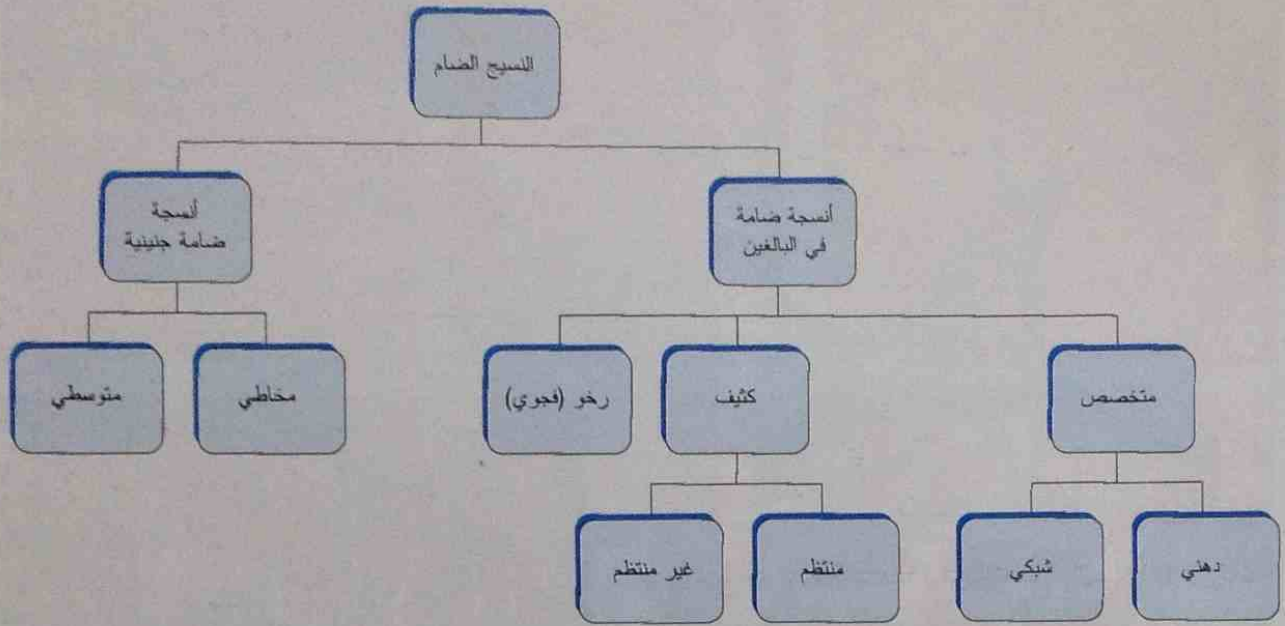 النسيج الضام
أنسجة ضامة
في البالغين
أنسجة
ضامة جنينية
متخصص
كثيف
رخو (فجوي)
مخاطي
متوسطي
دهني
شبكي
منتظم
غير منتظم